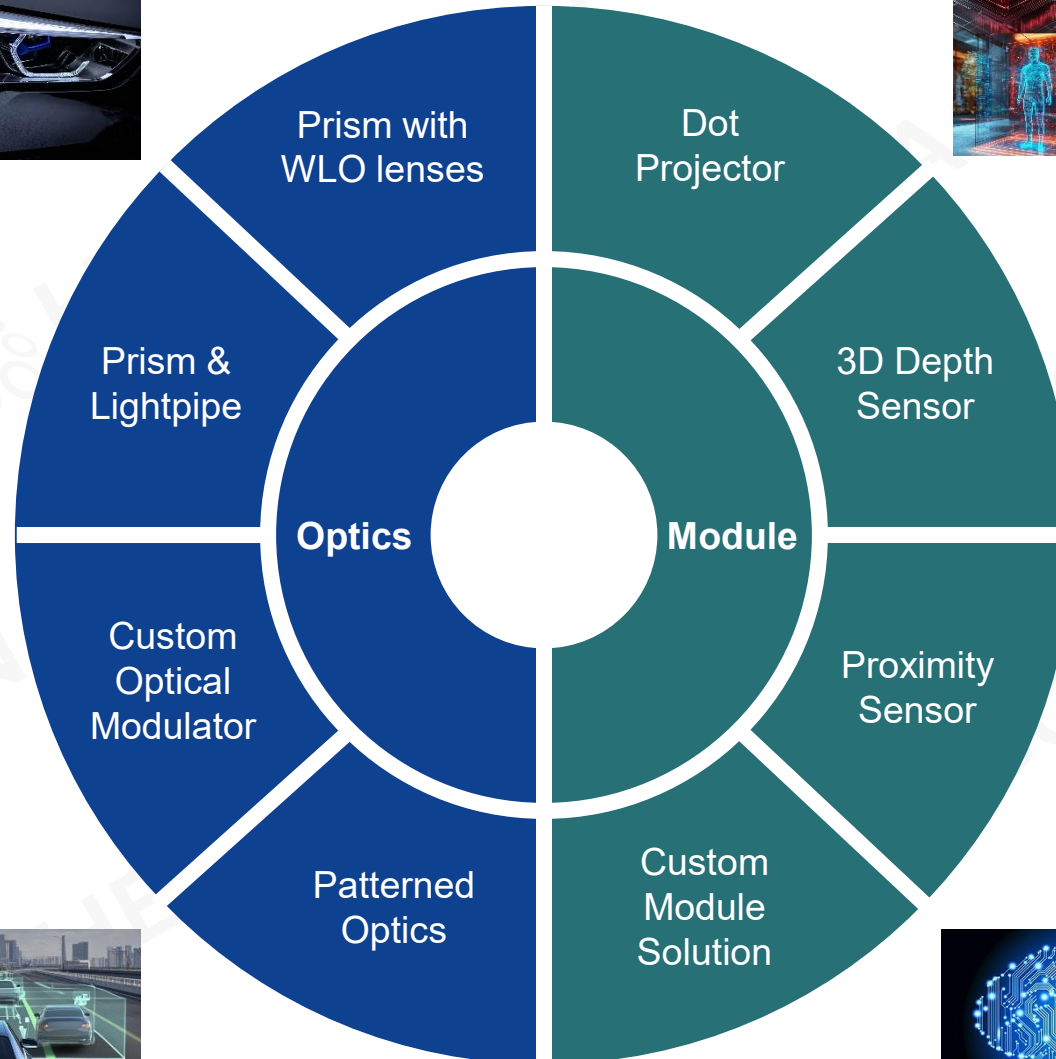 Prism with
WLO lenses
Dot
Projector
Prism &
Lightpipe
3D Depth
Sensor
Optics
Module
Custom
Optical
Modulator
Proximity
Sensor
Patterned
Optics
Custom
Module
Solution